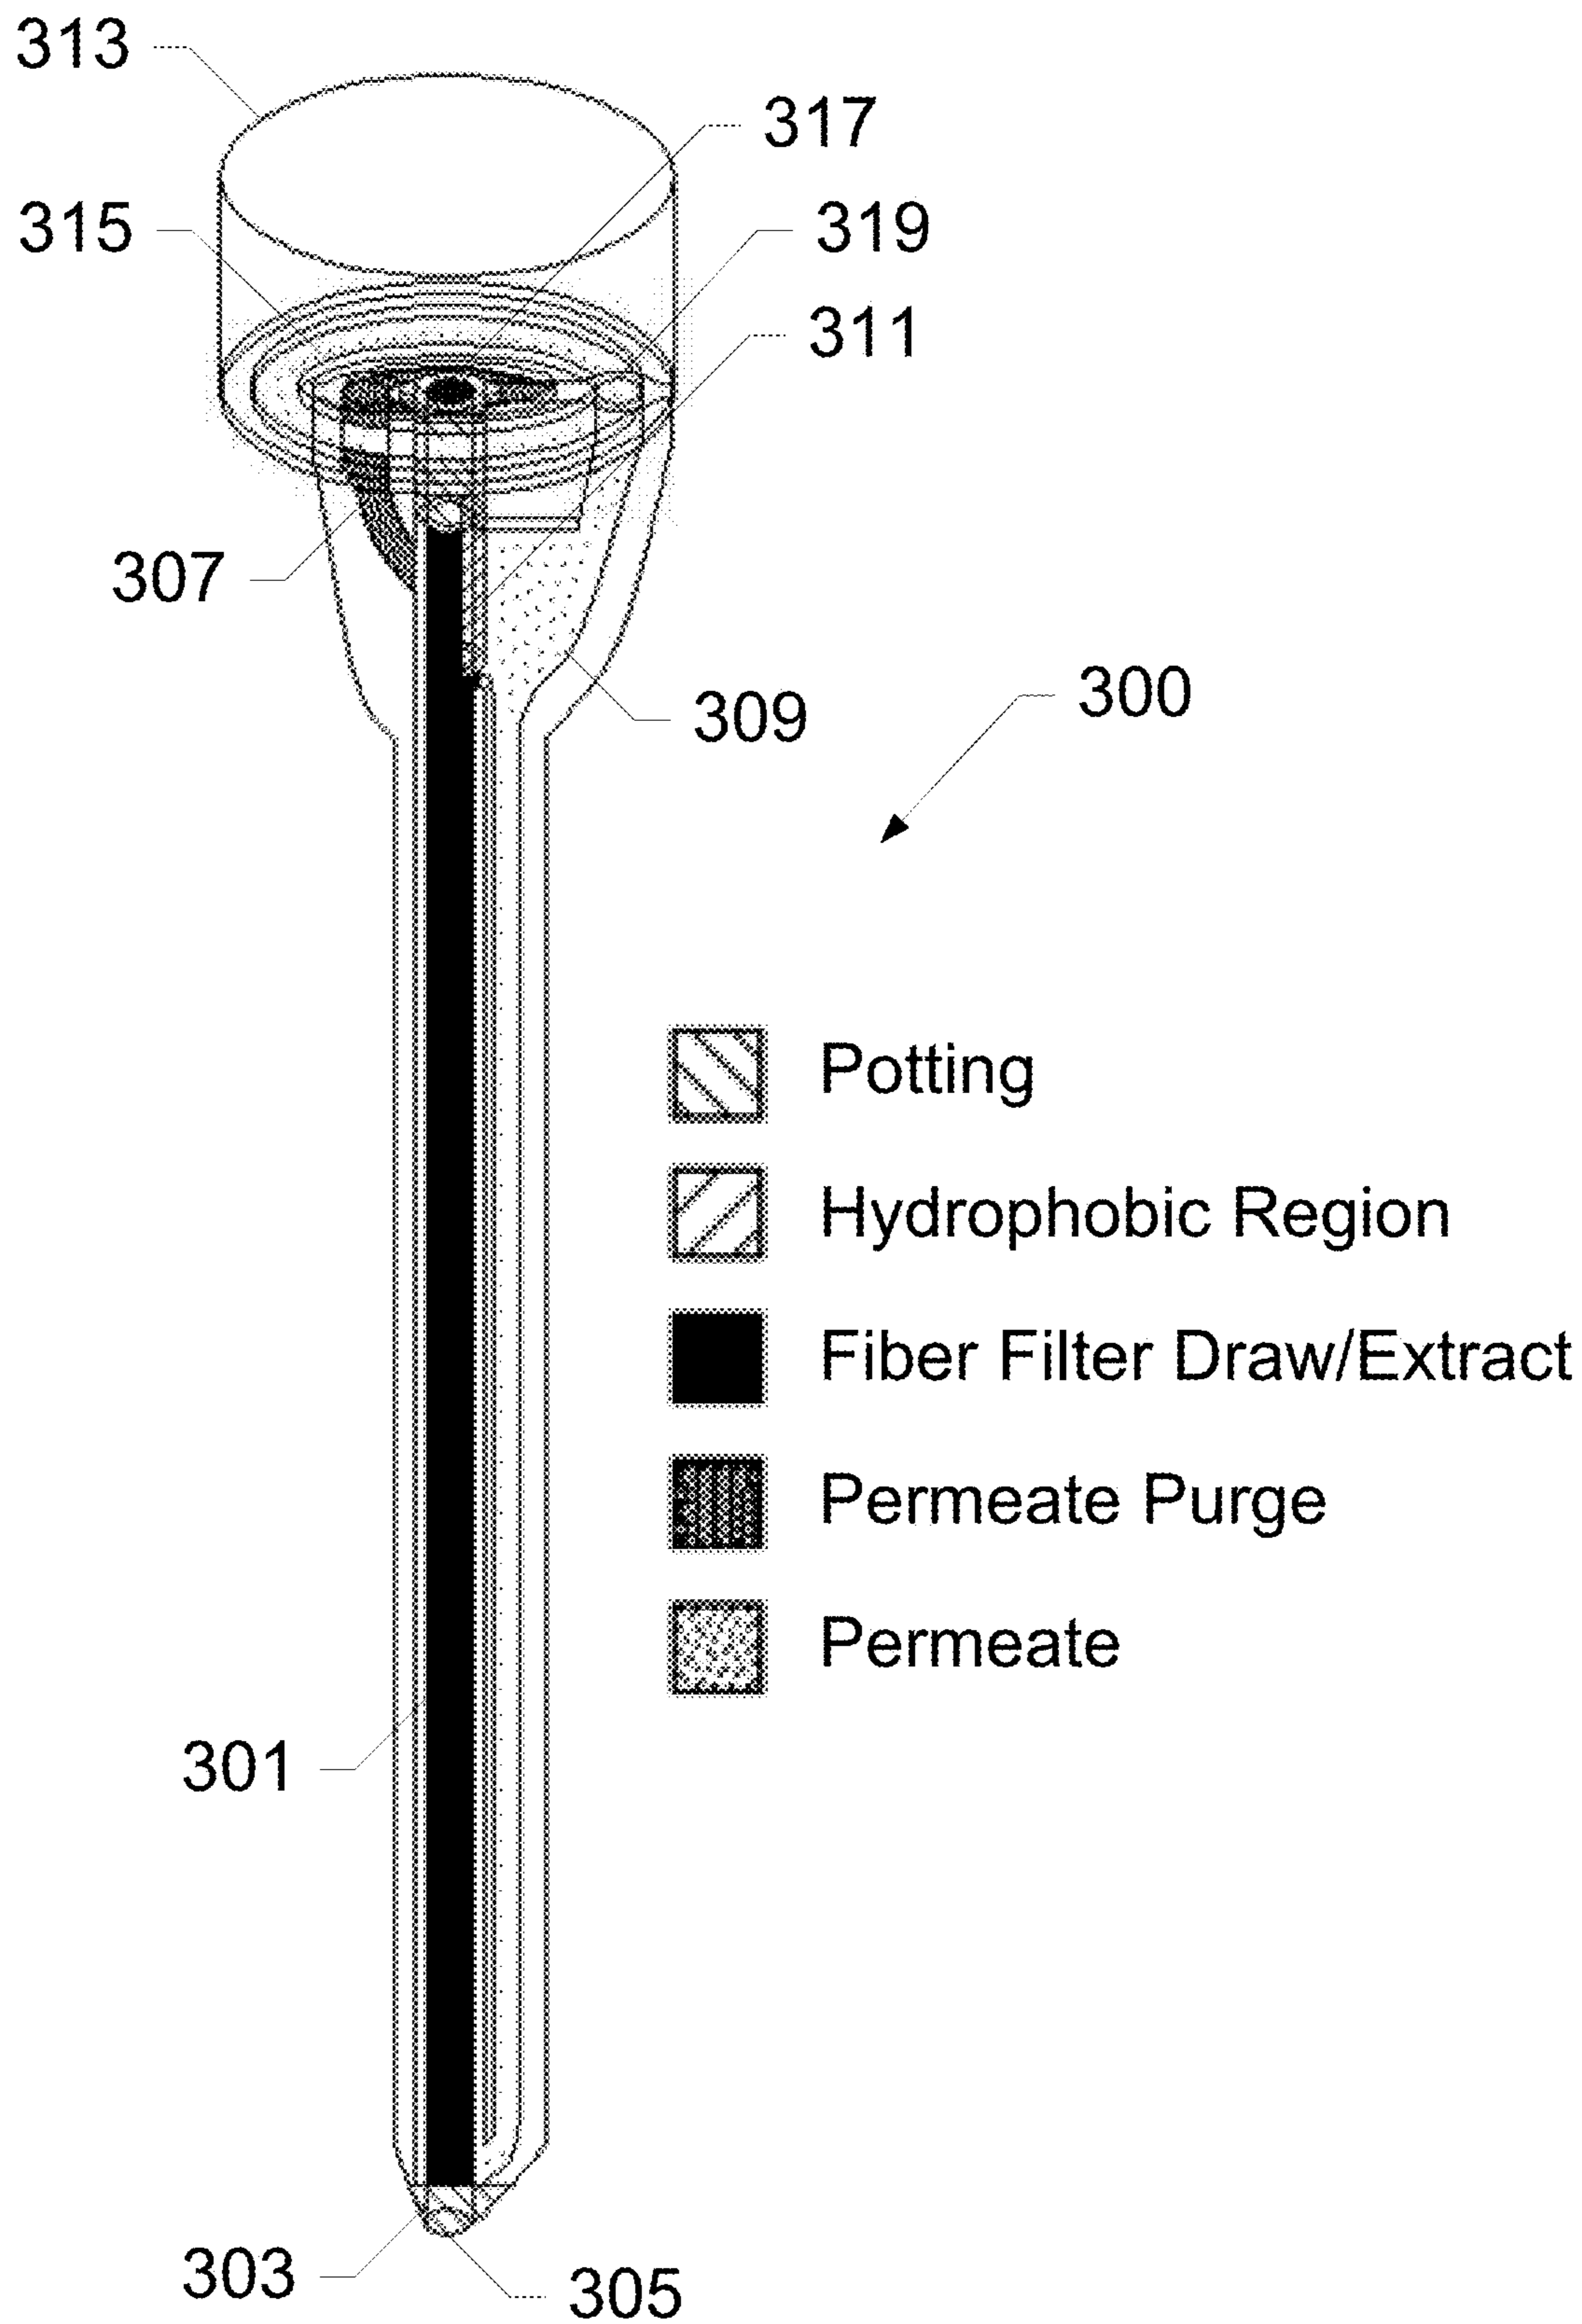 313
317
315
319
311
307
309
300
Potting
Hydrophobic Region
Fiber Filter Draw/Extract
Permeate Purge
Permeate
301
303
305